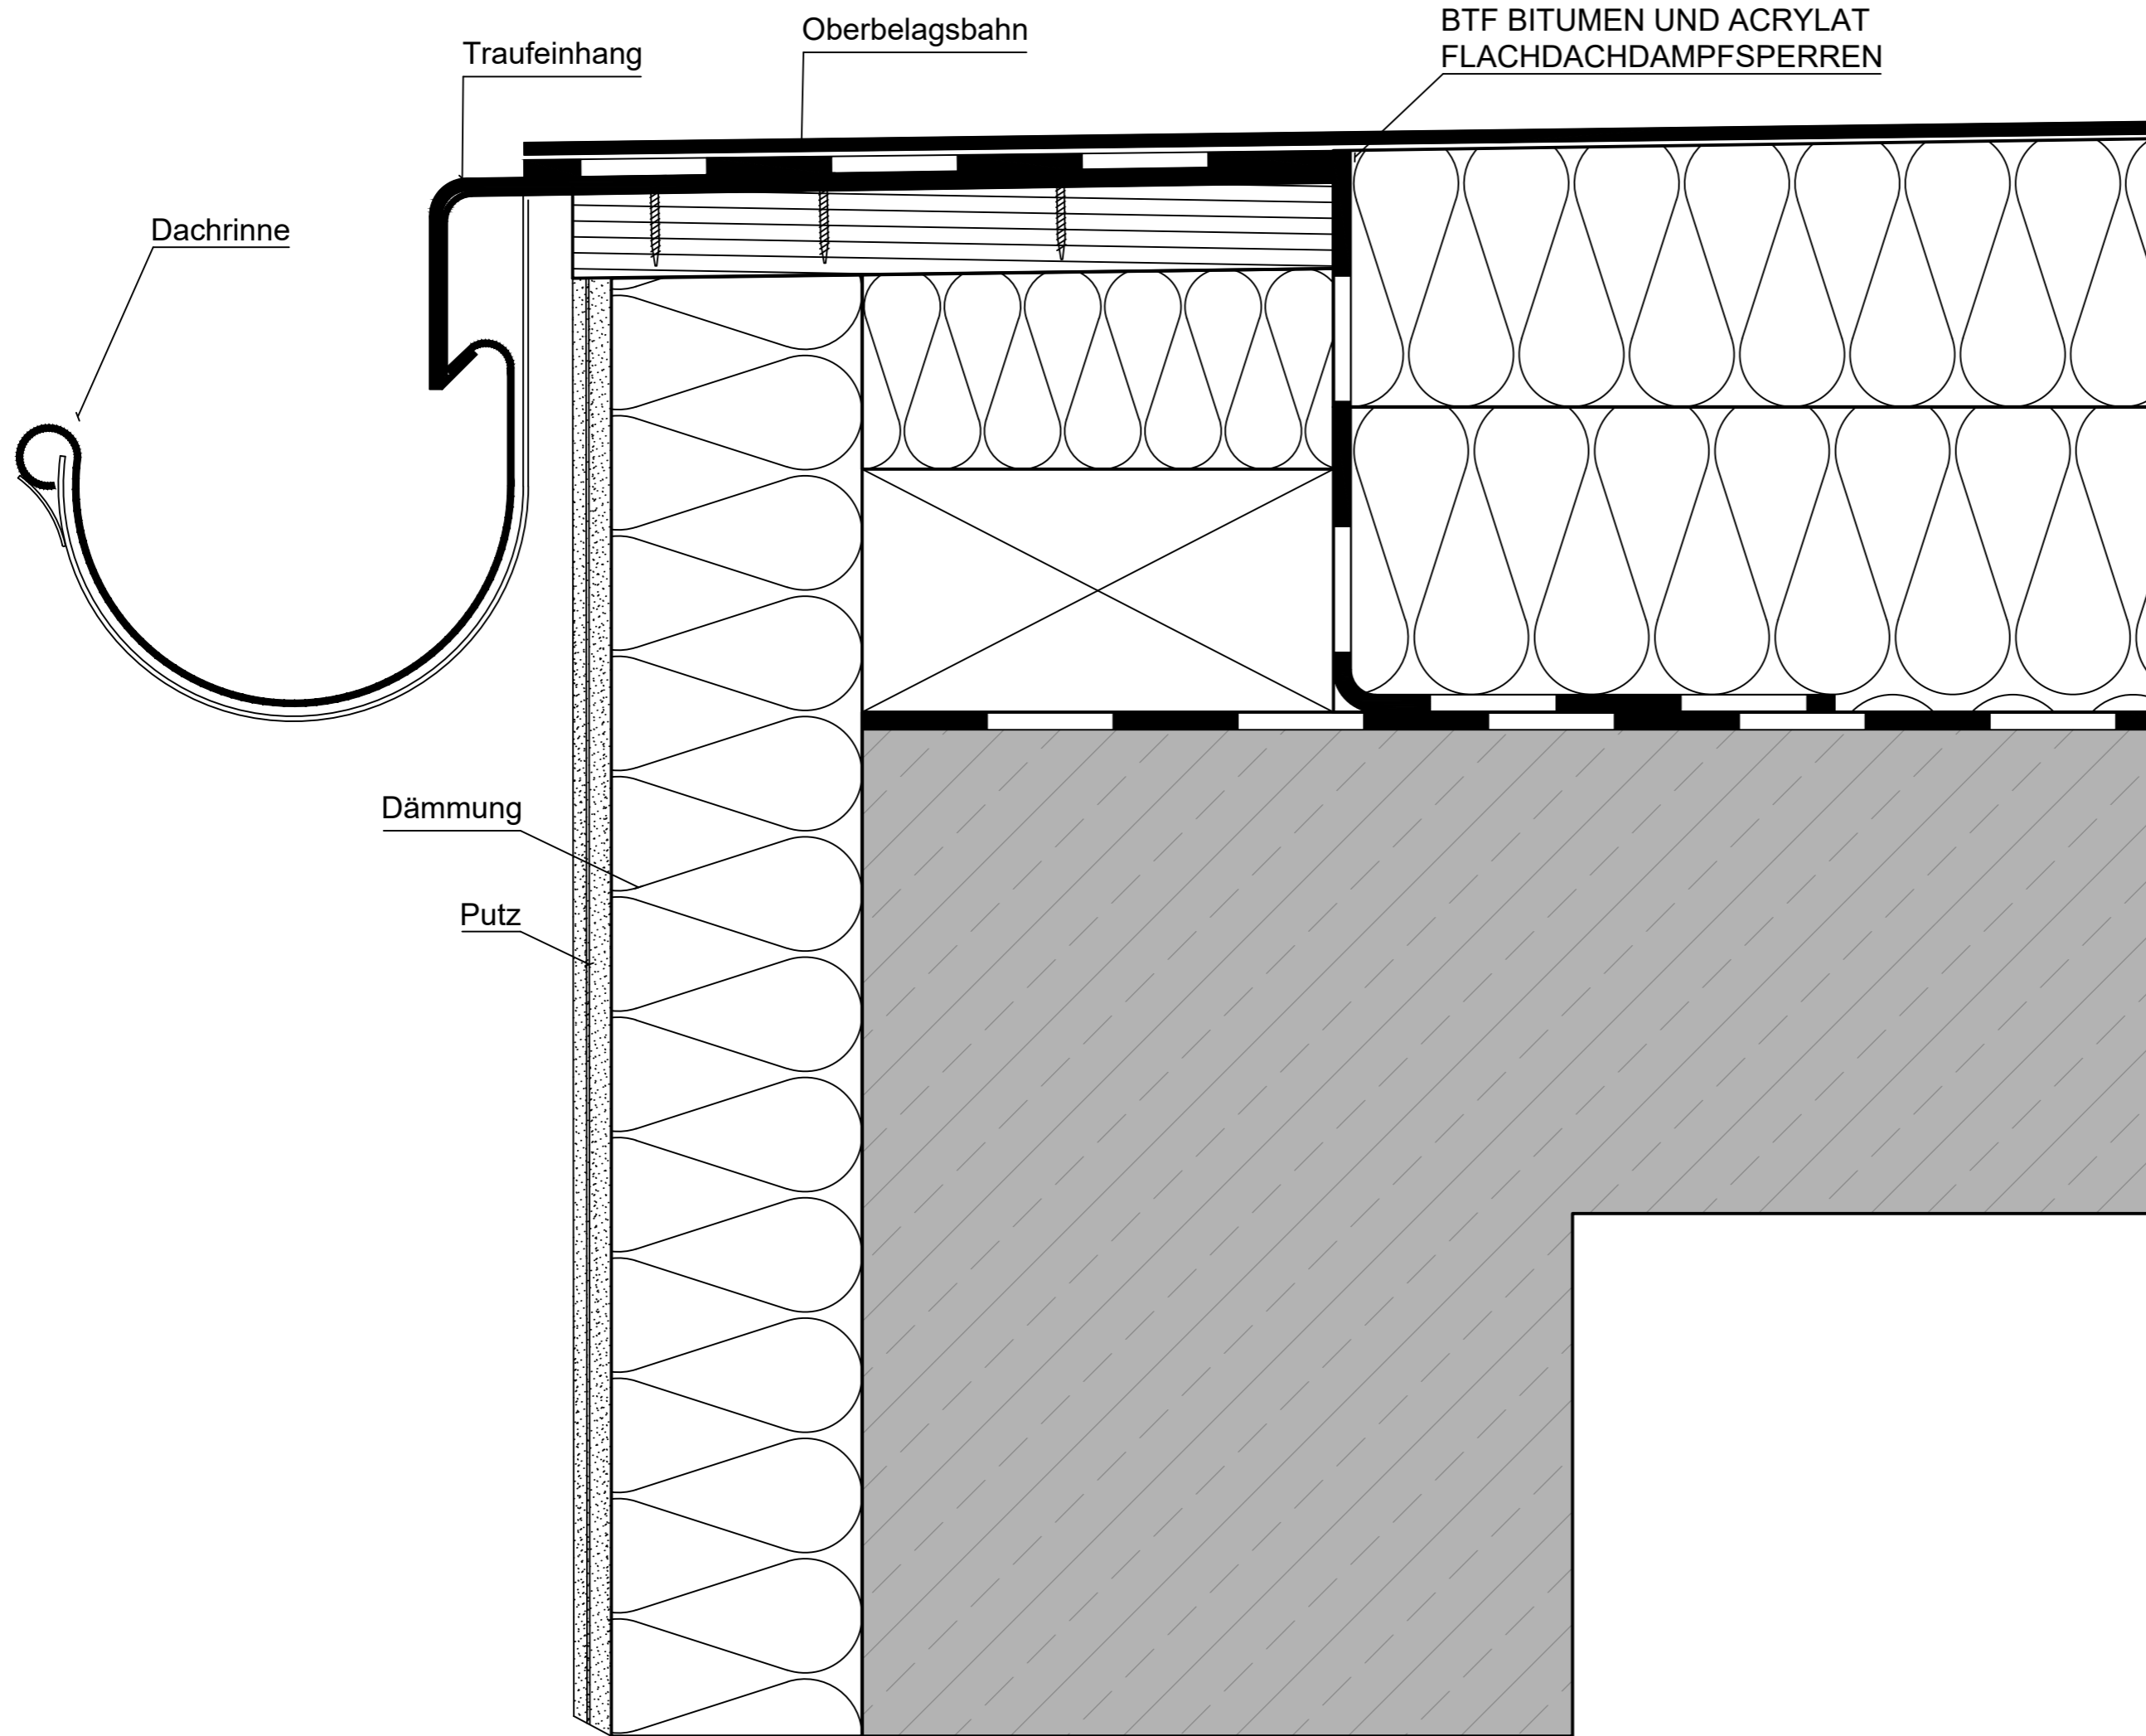 BTF BITUMEN UND ACRYLAT
FLACHDACHDAMPFSPERREN
Oberbelagsbahn
Traufeinhang
Dachrinne
Dämmung
Putz